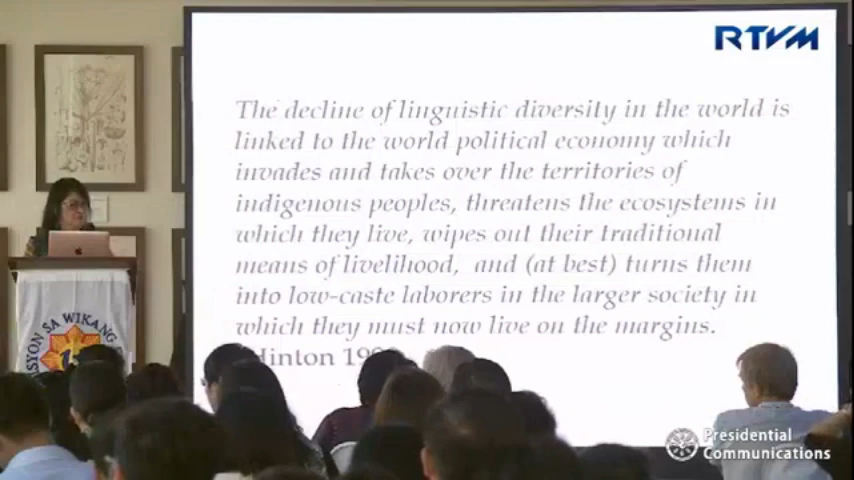 RTVM
The decline of linguistic diversity in the world is
linked to the world political economy which
invades and takes over the territories of
indigenous peoples, threatens the ecosystems in
which they live, wipes out their traditional
means of livelihood, and (at best) turns them
into low-caste laborers in the larger society in
which they must now live on the margins.
Hinton
SYON SA WIKANG
Presidential
Communications